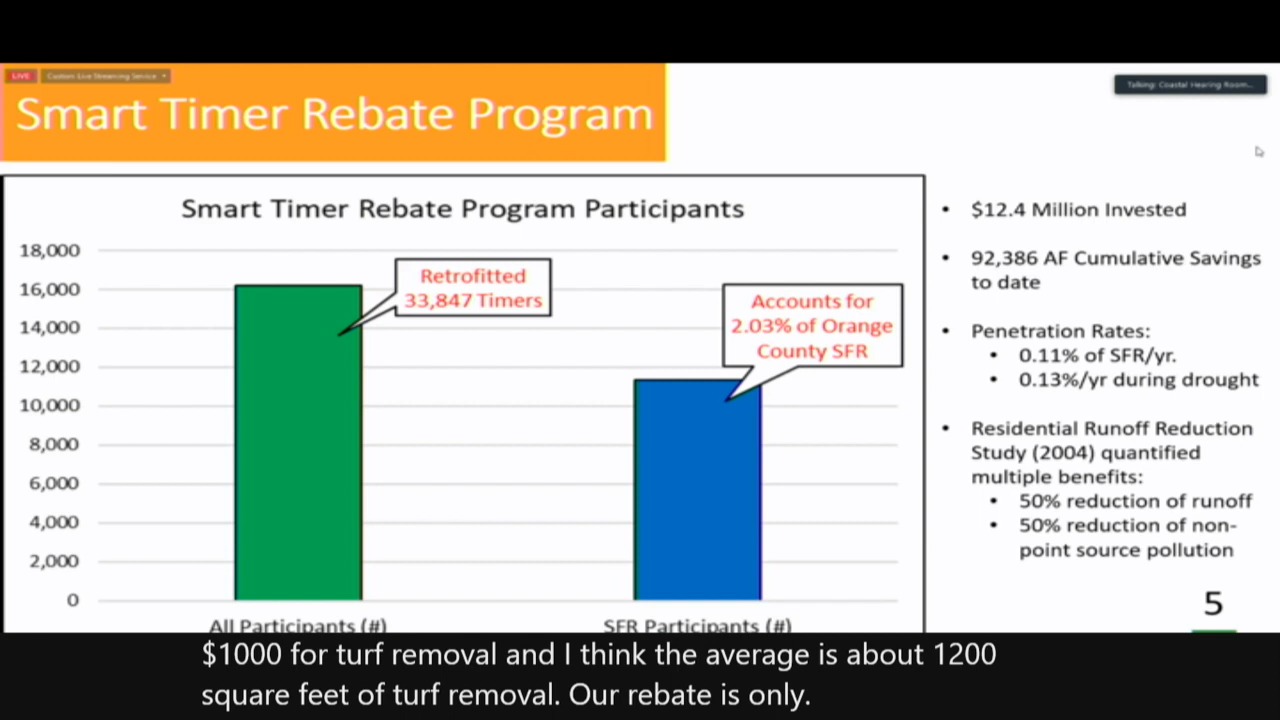 LIVE Custom Live Streaming Service
Talking: Coastal Hearing Room...
Smart Timer Rebate Program
Smart Timer Rebate Program Participants
18,000
16,000
14,000
12,000
10,000
8,000
6,000
4,000
2,000
0
Retrofitted
33,847 Timers
Accounts for
2.03% of Orange
County SFR
All Participants (#)
SFR Participants (#)
• $12.4 Million Invested
• 92,386 AF Cumulative Savings
to date
• Penetration Rates:
• 0.11% of SFR/yr.
• 0.13%/yr during drought
• Residential Runoff Reduction
Study (2004) quantified
multiple benefits:
• 50% reduction of runoff
• 50% reduction of non-
point source pollution
5
$1000 for turf removal and I think the average is about 1200
square feet of turf removal. Our rebate is only.